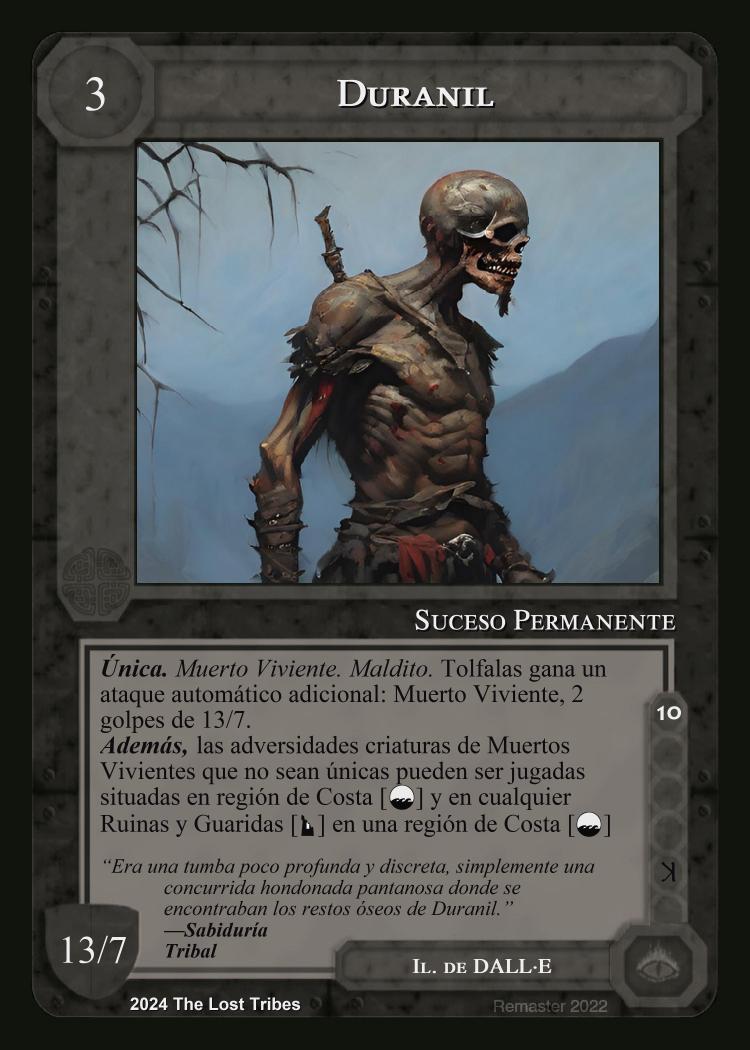 3
DURANIL
SUCESO PERMANENTE
Única. Muerto Viviente. Maldito. Tolfalas gana un
ataque automático adicional: Muerto Viviente, 2
golpes de 13/7.
Además, las adversidades criaturas de Muertos
Vivientes que no sean únicas pueden ser jugadas
situadas en región de Costa [ ] y en cualquier
Ruinas y Guaridas [ ] en una región de Costa [ ]
10
“Era una tumba poco profunda y discreta, simplemente una
concurrida hondonada pantanosa donde se
encontraban los restos óseos de Duranil.”
—Sabiduría
Tribal
13/7
IL. DE DALL·E
2024 The Lost Tribes
Remaster 2022